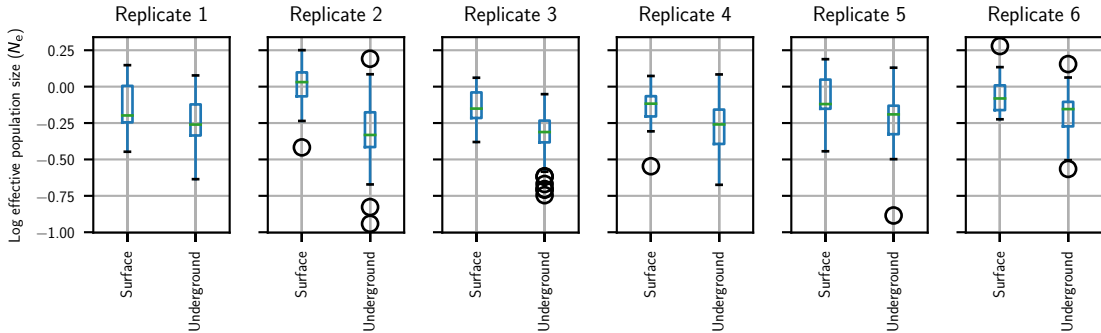 Replicate 1
Replicate 2
Replicate 3
Replicate 4
Replicate 5
Replicate 6
Log effective population size (Nₑ)
0.25
0.00
−0.25
−0.50
−0.75
−1.00
Surface
Underground
Surface
Underground
Surface
Underground
Surface
Underground
Surface
Underground
Surface
Underground